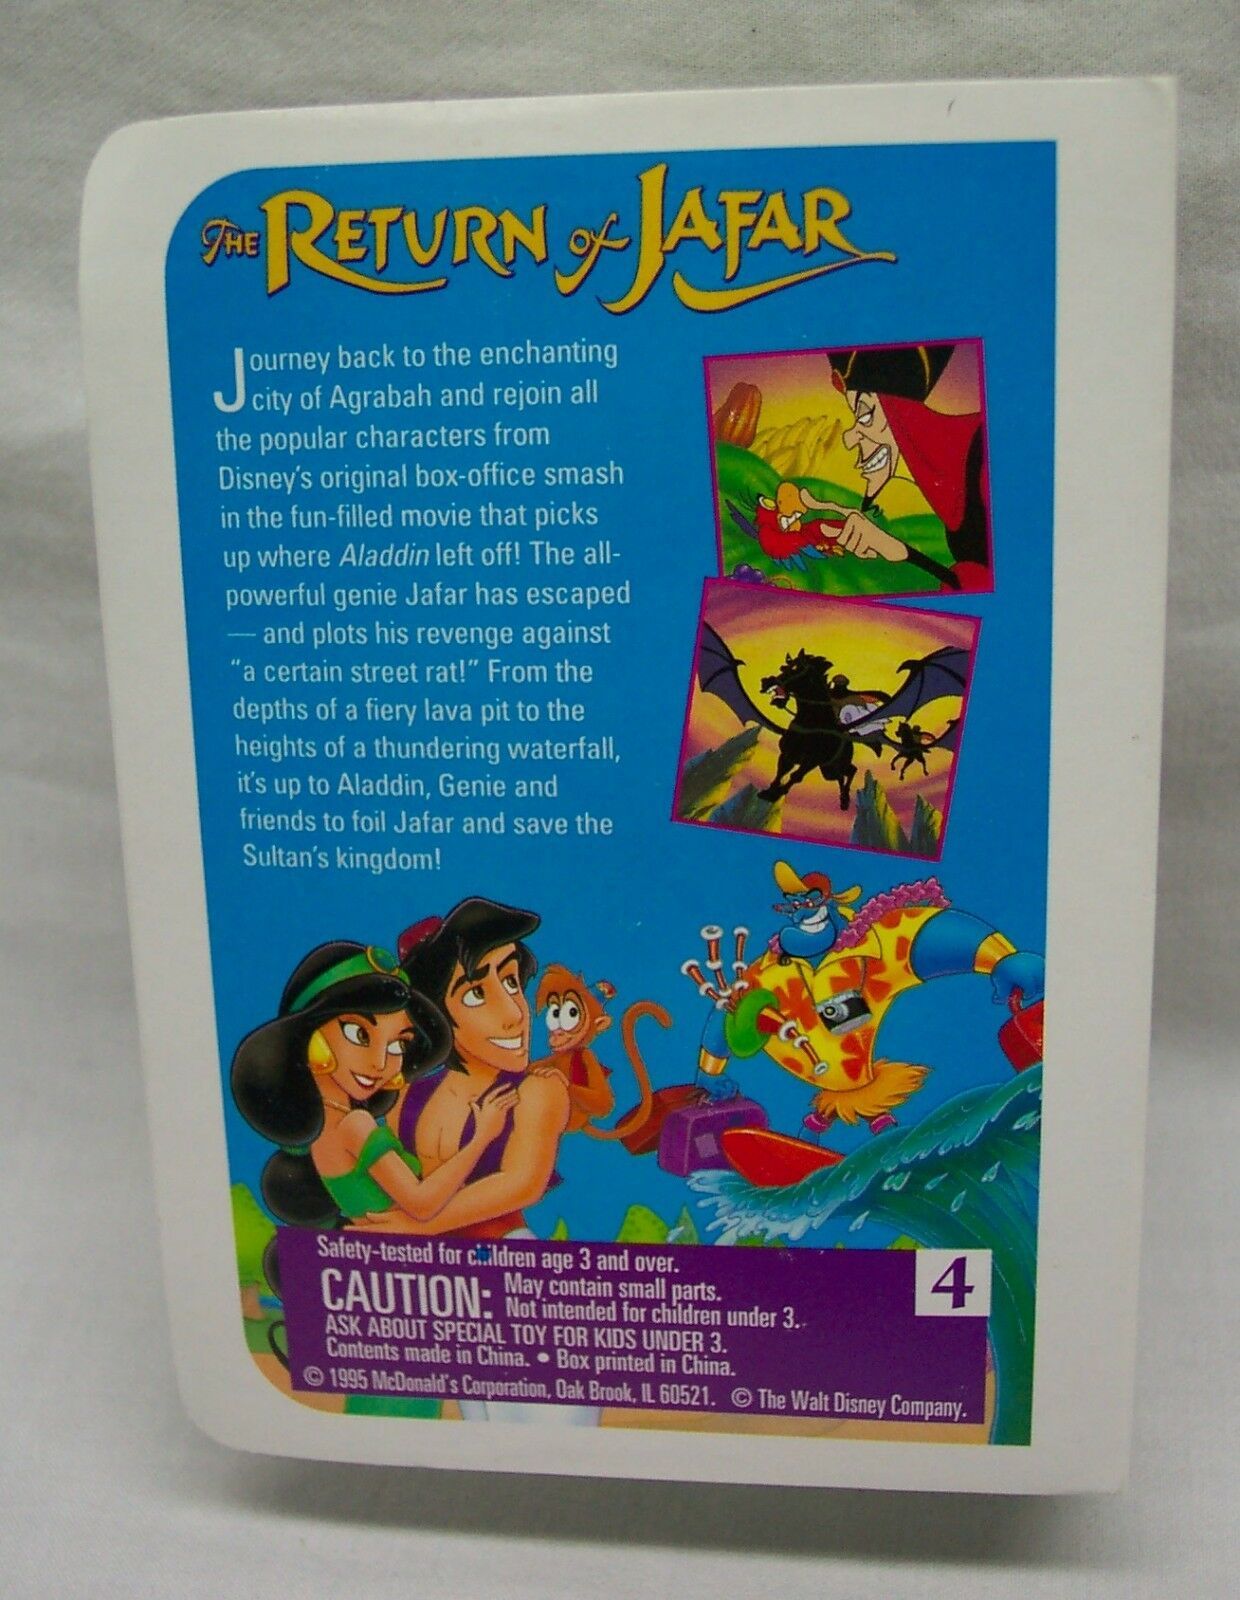 THE RETURN of JAFAR
Journey back to the enchanting
city of Agrabah and rejoin all
the popular characters from
Disney's original box-office smash
in the fun-filled movie that picks
up where Aladdin left off! The all-
powerful genie Jafar has escaped
— and plots his revenge against
"a certain street rat!" From the
depths of a fiery lava pit to the
heights of a thundering waterfall,
it's up to Aladdin, Genie and
friends to foil Jafar and save the
Sultan's kingdom!
Safety-tested for children age 3 and over.
CAUTION: May contain small parts.
Not intended for children under 3.
ASK ABOUT SPECIAL TOY FOR KIDS UNDER 3.
Contents made in China. • Box printed in China.
© 1995 McDonald's Corporation, Oak Brook, IL 60521. © The Walt Disney Company.
4